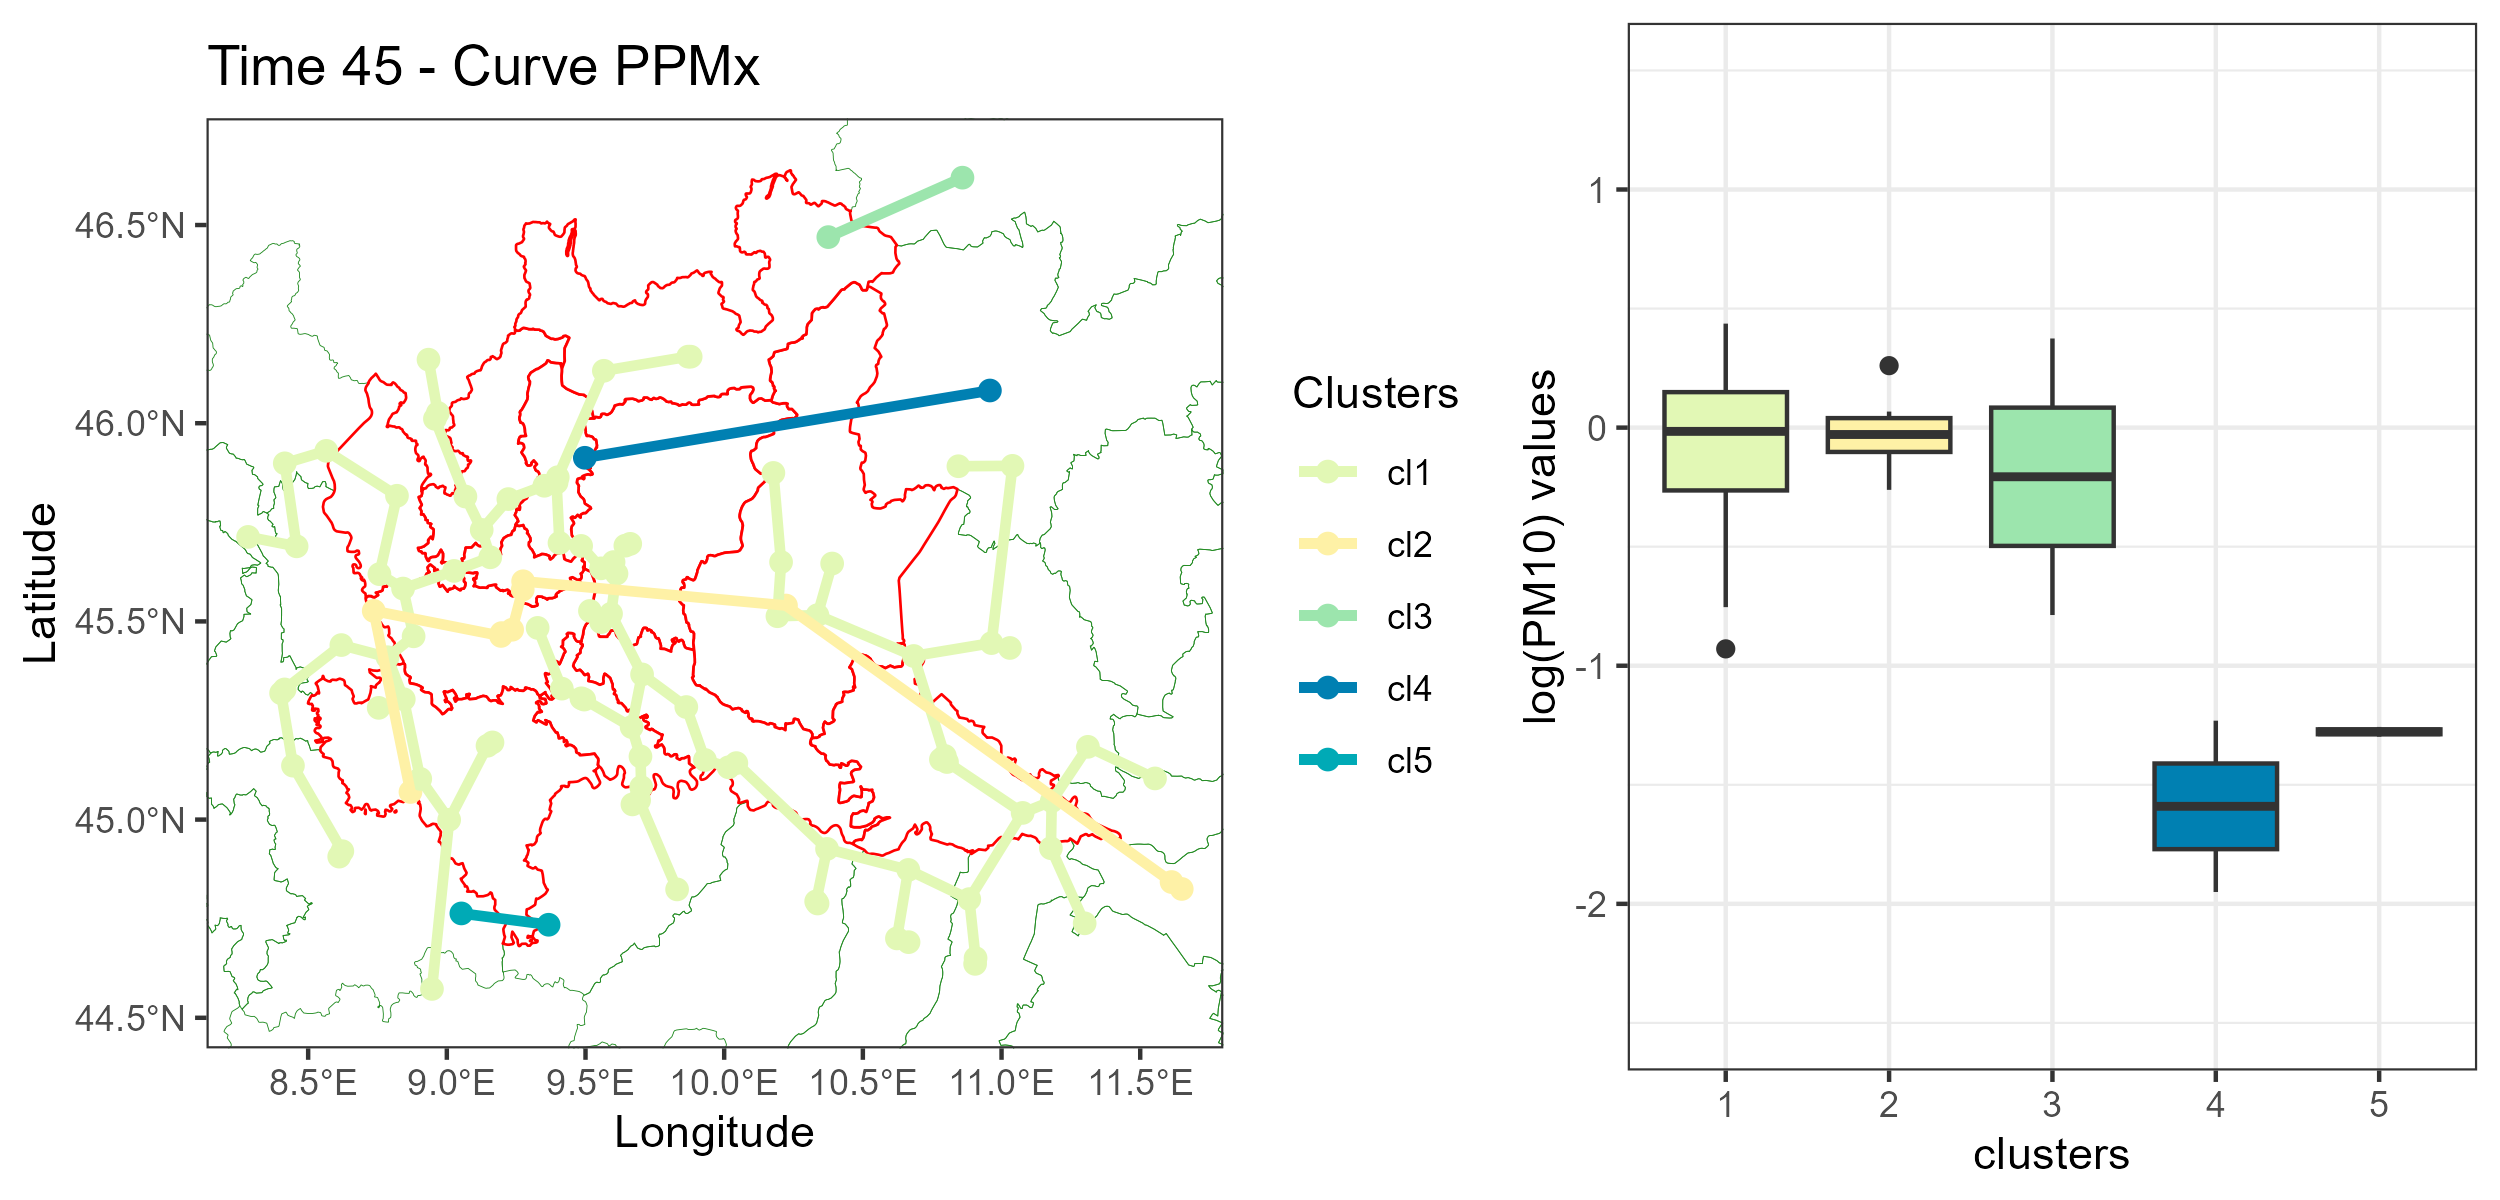 Time 45 - Curve PPMx
Latitude
46.5°N
46.0°N
45.5°N
45.0°N
44.5°N
8.5°E 9.0°E 9.5°E 10.0°E 10.5°E 11.0°E 11.5°E
Longitude
Clusters
cl1
cl2
cl3
cl4
cl5
log(PM10) values
1
0
-1
-2
1 2 3 4 5
clusters